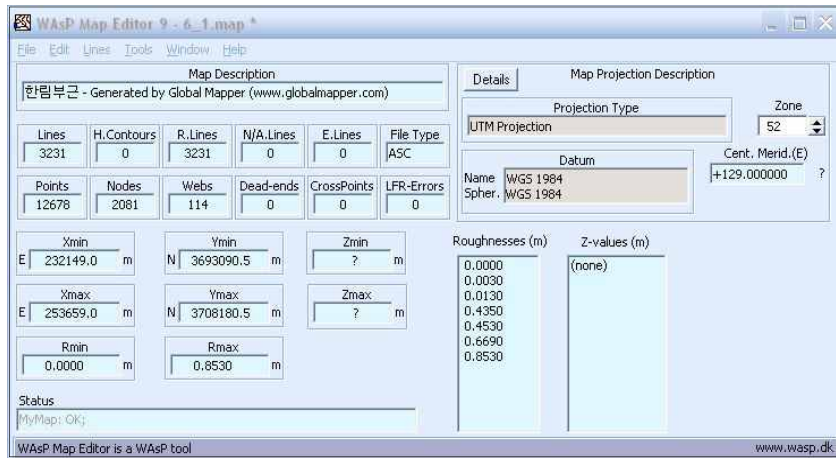 WAsP Map Editor 9 - 6_1.map *
File Edit Lines Tools Window Help
Map Description
한림부근 - Generated by Global Mapper (www.globalmapper.com)
Details
Map Projection Description
Projection Type
UTM Projection
Zone
52
Datum
Name WGS 1984
Spher. WGS 1984
Cent. Merid.(E)
+129.000000 ?
Lines H.Contours R.Lines N/A.Lines E.Lines File Type
3231 0 3231 0 0 ASC
Points Nodes Webs Dead-ends CrossPoints LFR-Errors
12678 2081 114 0 0 0
Xmin Ymin Zmin
E 232149.0 m N 3693090.5 m ? m
Xmax Ymax Zmax
E 253659.0 m N 3708180.5 m ? m
Rmin Rmax
0.0000 m 0.8530 m
Roughnesses (m)
0.0000
0.0030
0.0130
0.4350
0.4530
0.6690
0.8530
Z-values (m)
(none)
Status
MyMap: OK;
WAsP Map Editor is a WAsP tool www.wasp.dk